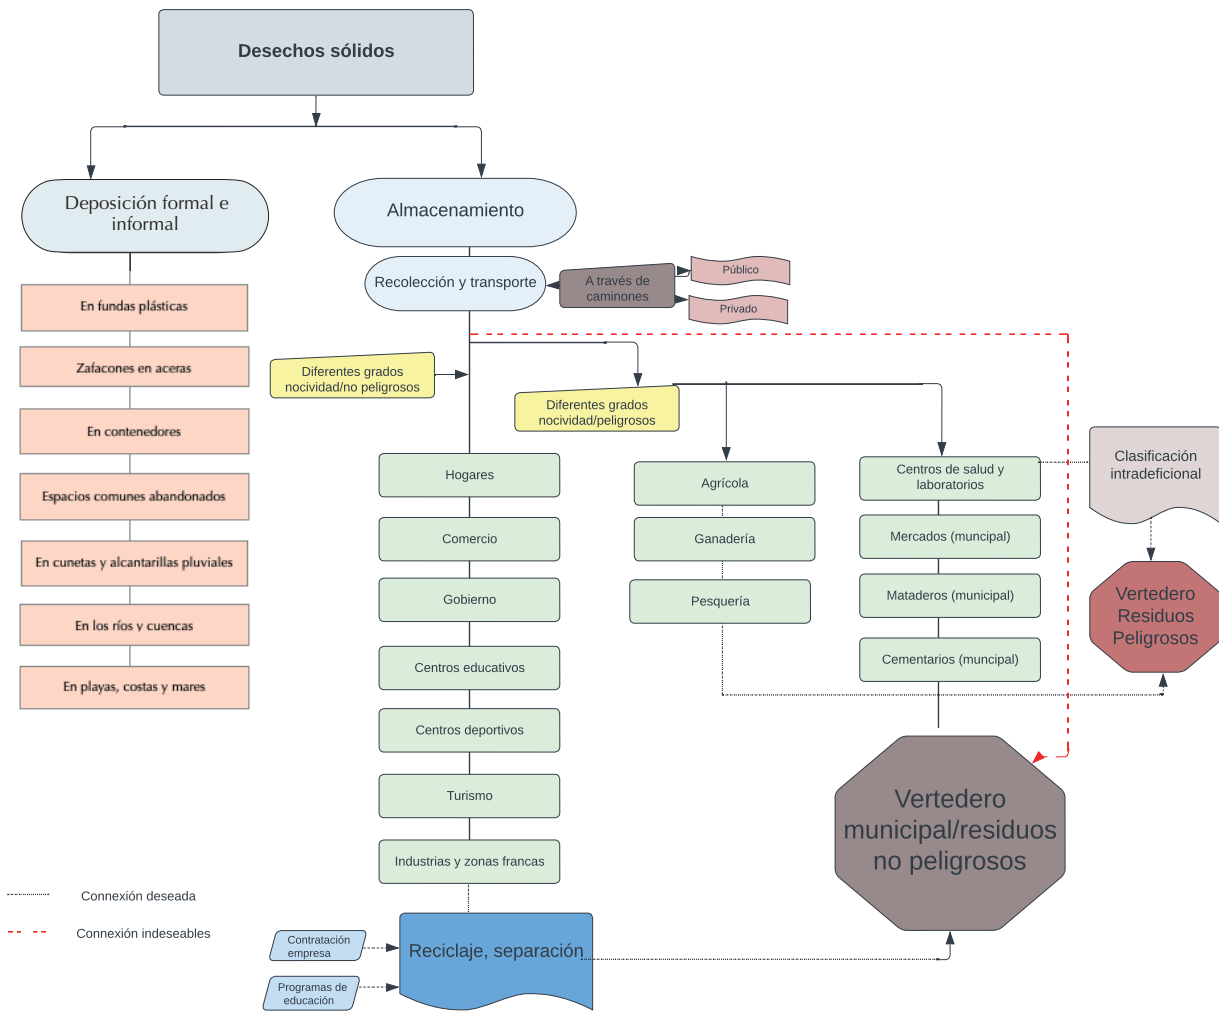 Desechos sólidos
Deposición formal e
informal
En fundas plásticas
Zafacones en aceras
En contenedores
Espacios comunes abandonados
En cunetas y alcantarillas pluviales
En los ríos y cuencas
En playas, costas y mares
Almacenamiento
Recolección y transporte
A través de
caminones
Público
Privado
Diferentes grados
nocividad/no peligrosos
Diferentes grados
nocividad/peligrosos
Hogares
Comercio
Gobierno
Centros educativos
Centros deportivos
Turismo
Industrias y zonas francas
Agrícola
Ganadería
Pesquería
Centros de salud y
laboratorios
Mercados (muncipal)
Mataderos (municipal)
Cementarios (muncipal)
Clasificación
intradeficional
Vertedero
Residuos
Peligrosos
Vertedero
municipal/residuos
no peligrosos
Connexión deseada
Connexión indeseables
Contratación
empresa
Programas de
educación
Reciclaje, separación